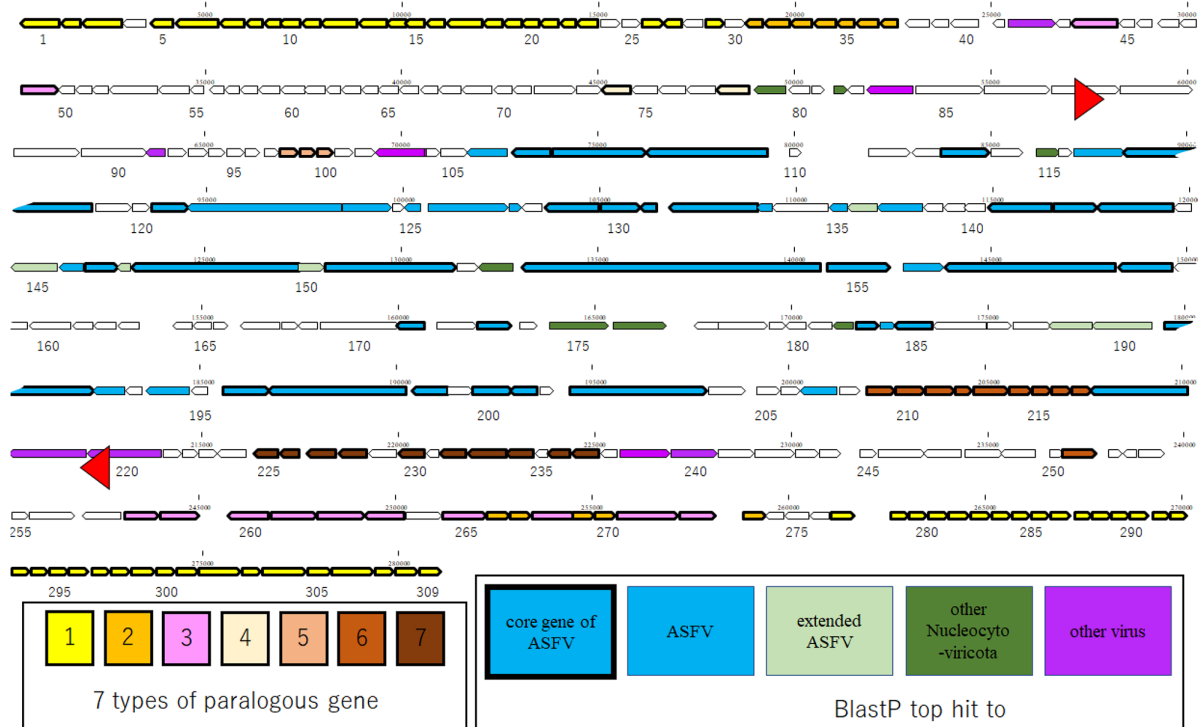 5000 10000 15000 20000 25000 30000
1 5 10 15 20 25 30 35 40 45
35000 40000 45000 50000 55000 60000
50 55 60 65 70 75 80 85
65000 70000 75000 80000 85000 90000
90 95 100 105 110 115
95000 100000 105000 110000 115000 120000
120 125 130 135 140
125000 130000 135000 140000 145000 150000
145 150 155
155000 160000 165000 170000 175000 180000
160 165 170 175 180 185 190
185000 190000 195000 200000 205000 210000
195 200 205 210 215
215000 220000 225000 230000 235000 240000
220 225 230 235 240 245 250
245000 250000 255000 260000 265000 270000
255 260 265 270 275 280 285 290
275000 280000
295 300 305 309
1 2 3 4 5 6 7
7 types of paralogous gene
core gene of
ASFV
ASFV
extended
ASFV
other
Nucleocyto
-viricota
other virus
BlastP top hit to